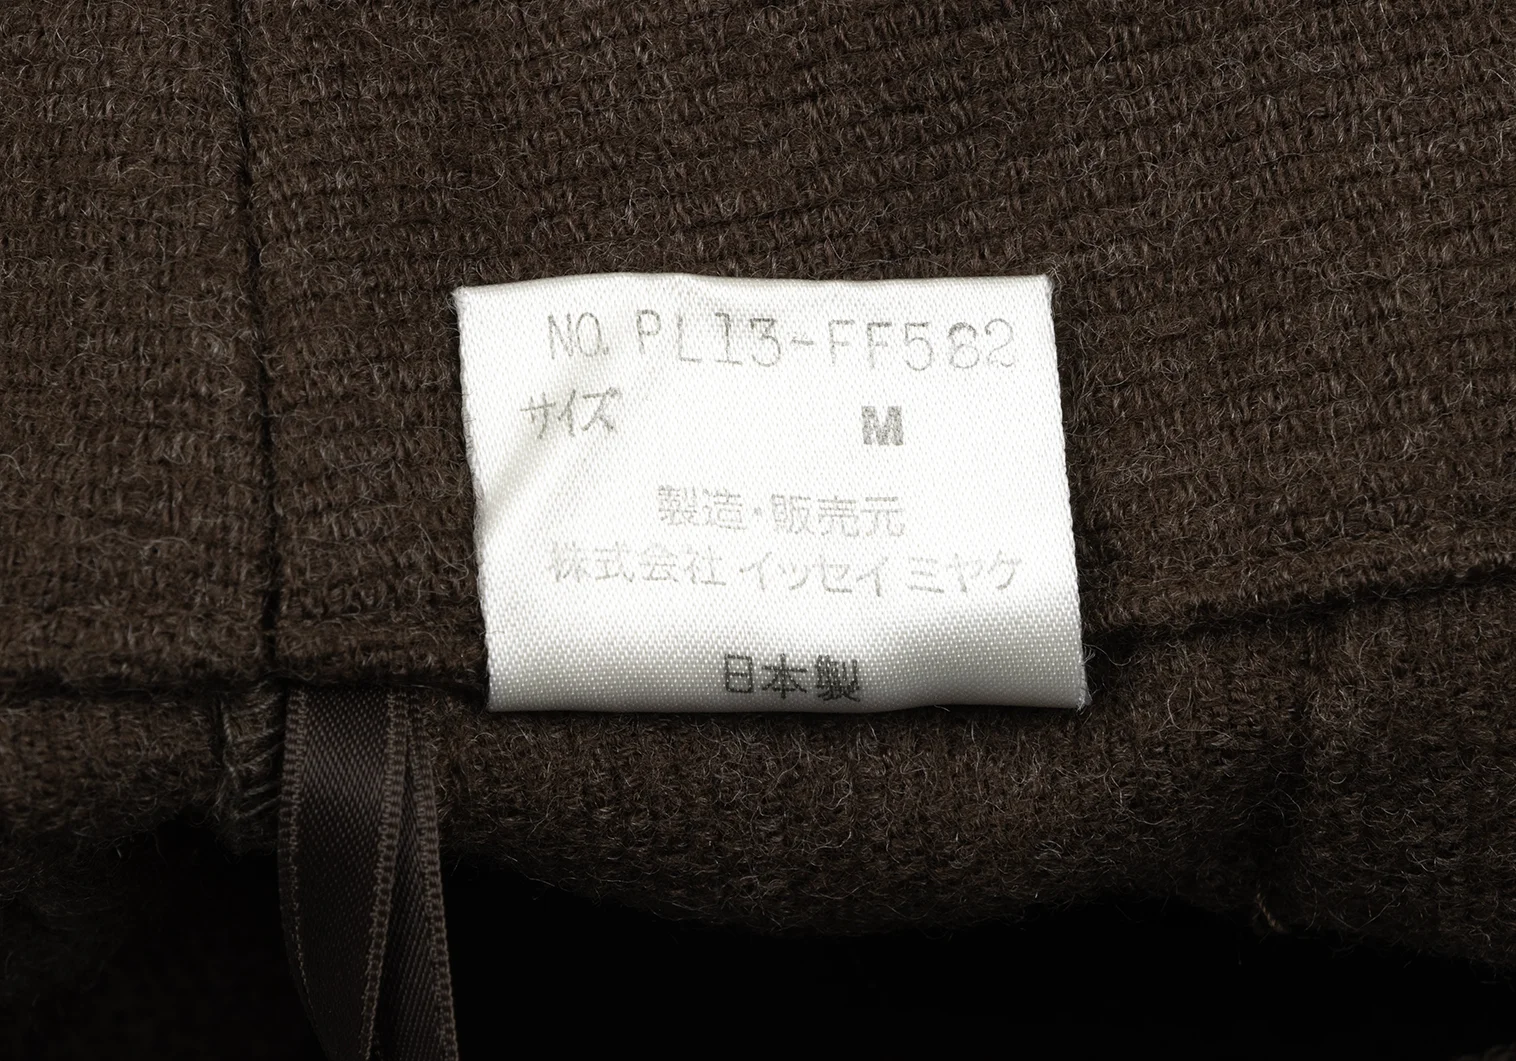 NO. PL13-FF582
サイズ M
製造・販売元
株式会社 イッセイ ミヤケ
日本製